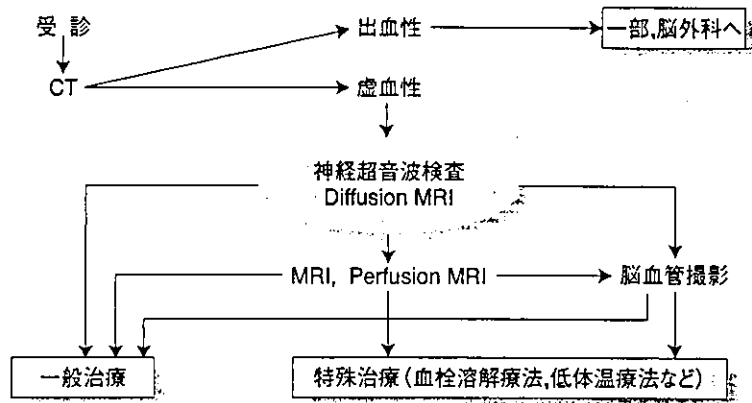 受 診
出血性
一部,脳外科へ
CT
虚血性
神経超音波検査
Diffusion MRI
MRI, Perfusion MRI
脳血管撮影
一般治療
特殊治療(血栓溶解療法,低体温療法など)